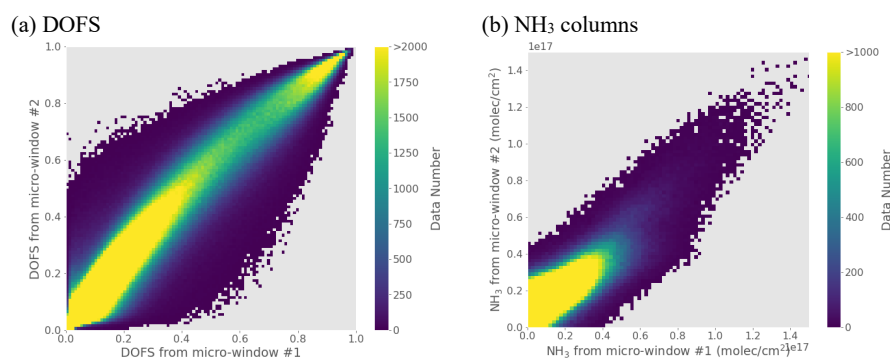 (a) DOFS
(b) NH₃ columns
1.0
0.8
0.6
0.4
0.2
0.0
DOFS from micro-window #2
0.0 0.2 0.4 0.6 0.8 1.0
DOFS from micro-window #1
>2000
1750
1500
1250
1000
750
500
250
0
Data Number
1e17
1.4
1.2
1.0
0.8
0.6
0.4
0.2
0.0
NH₃ from micro-window #2 (molec/cm²)
0.0 0.2 0.4 0.6 0.8 1.0 1.2 1.4
1e17
NH₃ from micro-window #1 (molec/cm²)
>1000
800
600
400
200
0
Data Number